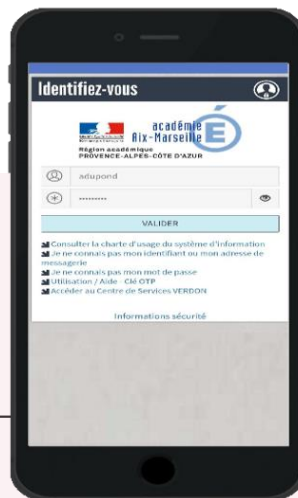 Identifiez-vous
académie
Aix-Marseille
Région académique
PROVENCE-ALPES-CÔTE D'AZUR
adupond
·········
VALIDER
Consulter la charte d'usage du système d'information
Je ne connais pas mon identifiant ou mon adresse de
messagerie
Je ne connais pas mon mot de passe
Utilisation / Aide : Clé OTP
Accéder au Centre de Services VERDON
Informations sécurité